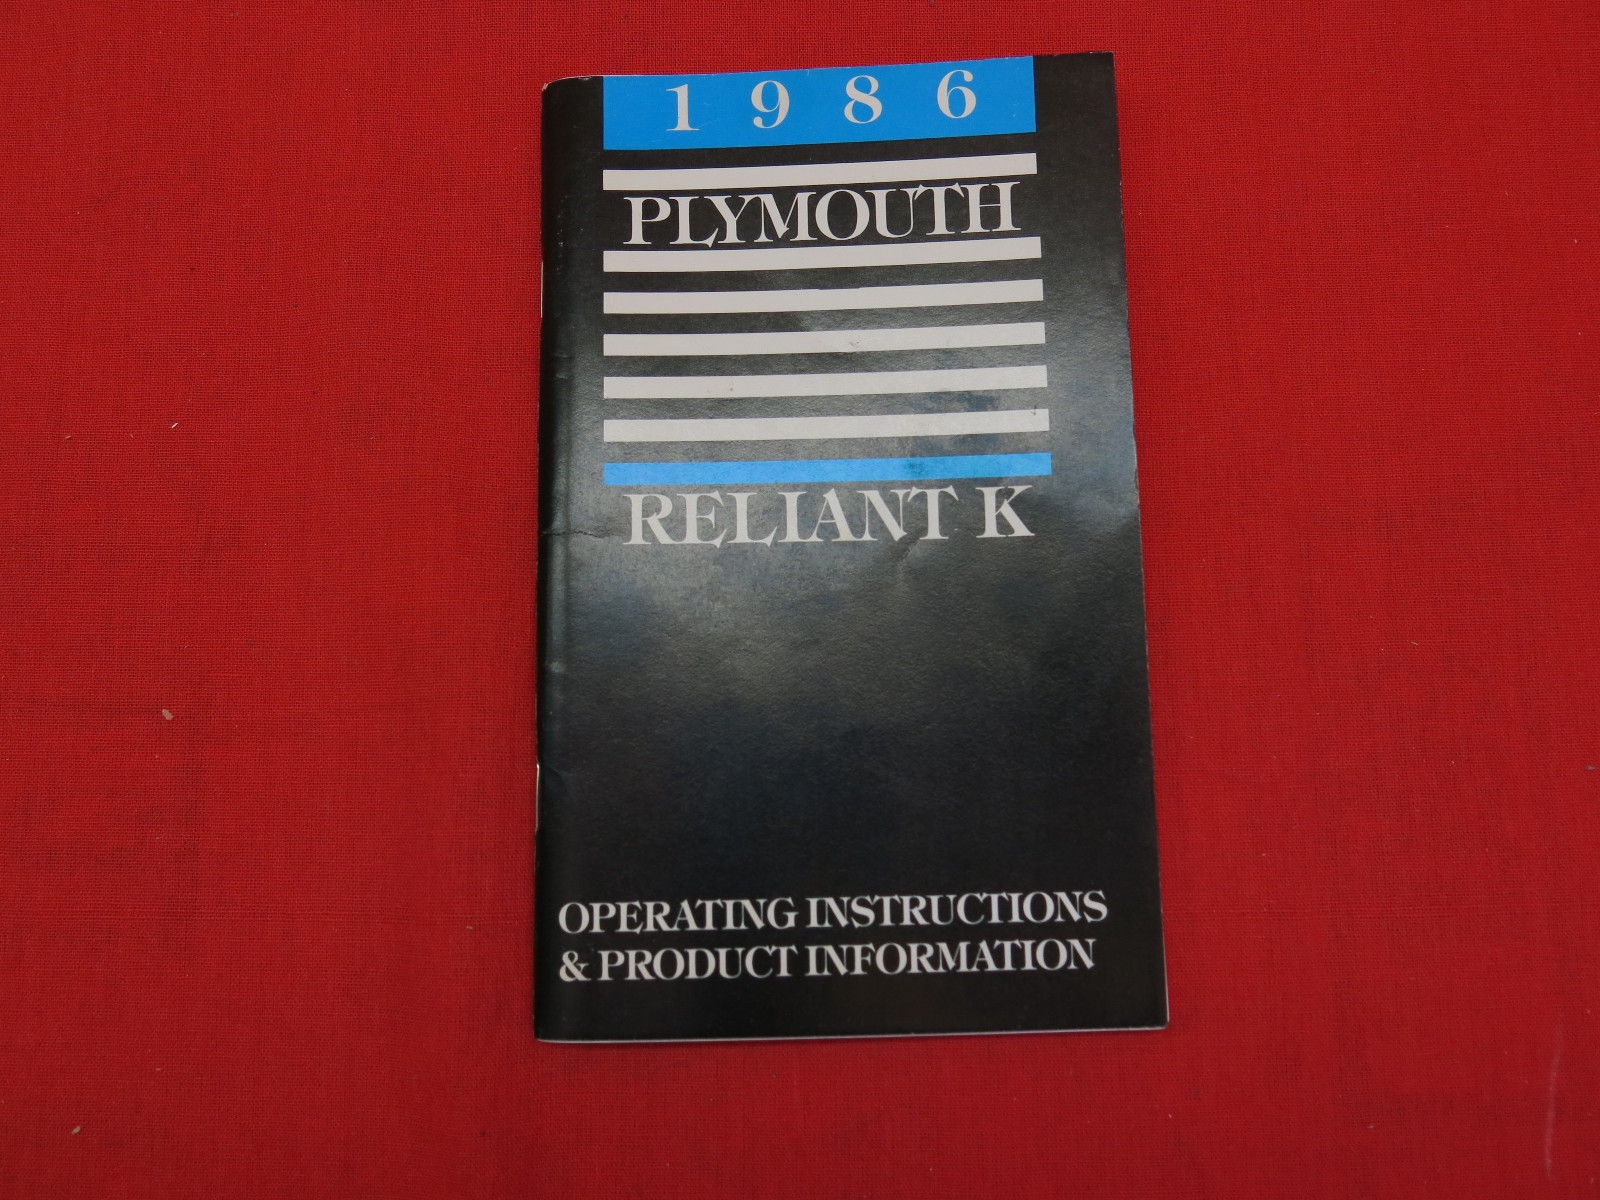 1986
PLYMOUTH
RELIANT K
OPERATING INSTRUCTIONS
& PRODUCT INFORMATION